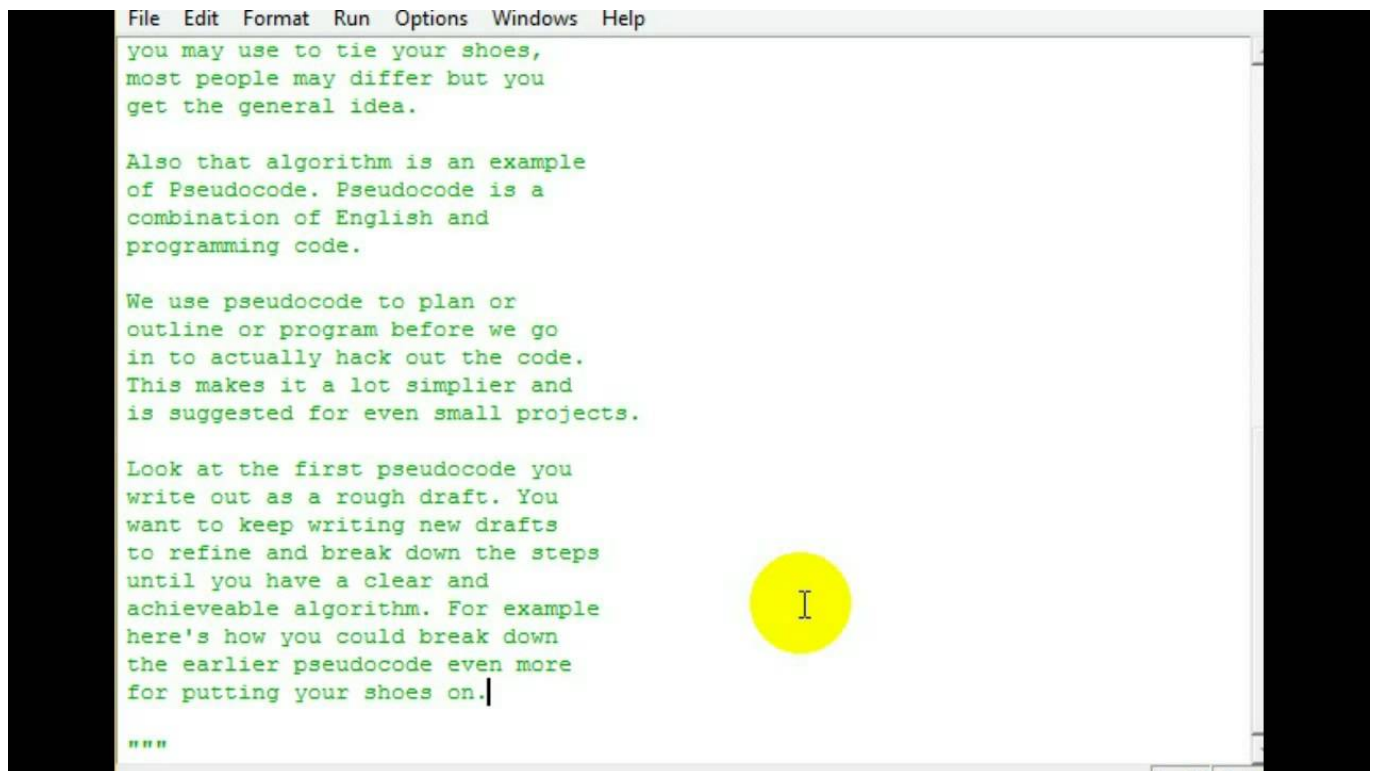 File Edit Format Run Options Windows Help
you may use to tie your shoes,
most people may differ but you
get the general idea.
Also that algorithm is an example
of Pseudocode. Pseudocode is a
combination of English and
programming code.
We use pseudocode to plan or
outline or program before we go
in to actually hack out the code.
This makes it a lot simplier and
is suggested for even small projects.
Look at the first pseudocode you
write out as a rough draft. You
want to keep writing new drafts
to refine and break down the steps
until you have a clear and
achieveable algorithm. For example
here's how you could break down
the earlier pseudocode even more
for putting your shoes on.
"""